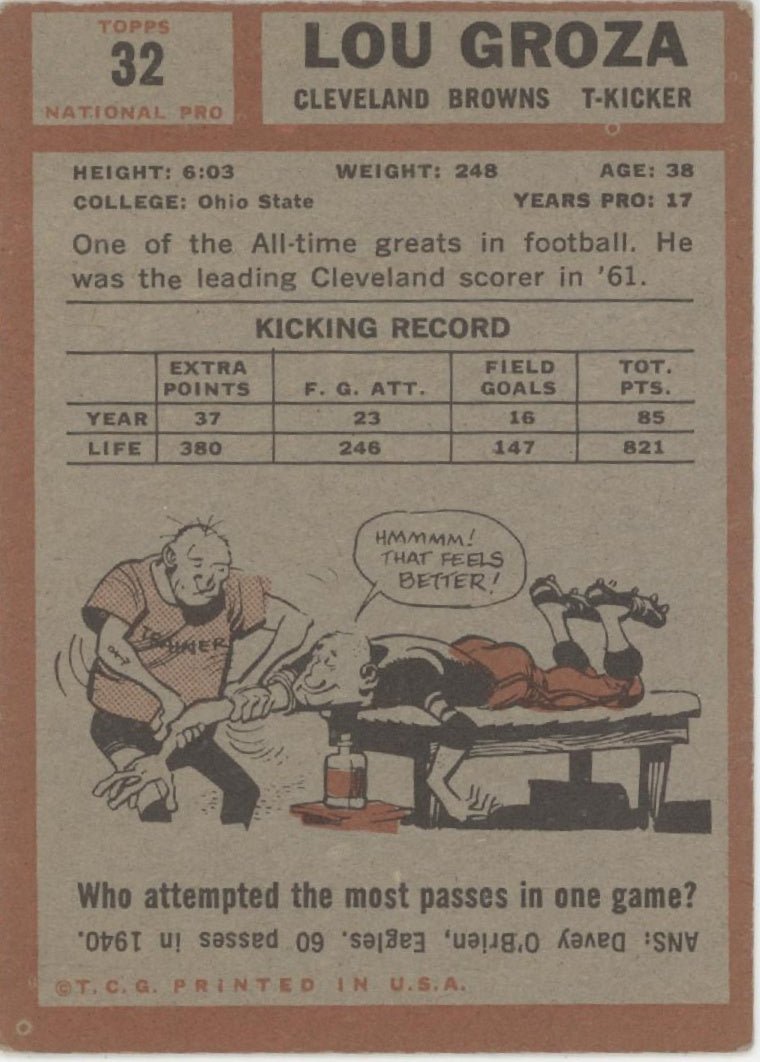 TOPPS
32
NATIONAL PRO
LOU GROZA
CLEVELAND BROWNS T-KICKER
HEIGHT: 6:03 WEIGHT: 248 AGE: 38
COLLEGE: Ohio State YEARS PRO: 17
One of the All-time greats in football. He
was the leading Cleveland scorer in '61.
KICKING RECORD
EXTRA POINTS F. G. ATT. FIELD GOALS TOT. PTS.
YEAR 37 23 16 85
LIFE 380 246 147 821
HMMMMM!
THAT FEELS
BETTER!
TRAINER
Who attempted the most passes in one game?
ANS: Davey O'Brien, Eagles. 60 passes in 1940.
©T.C.G. PRINTED IN U.S.A.